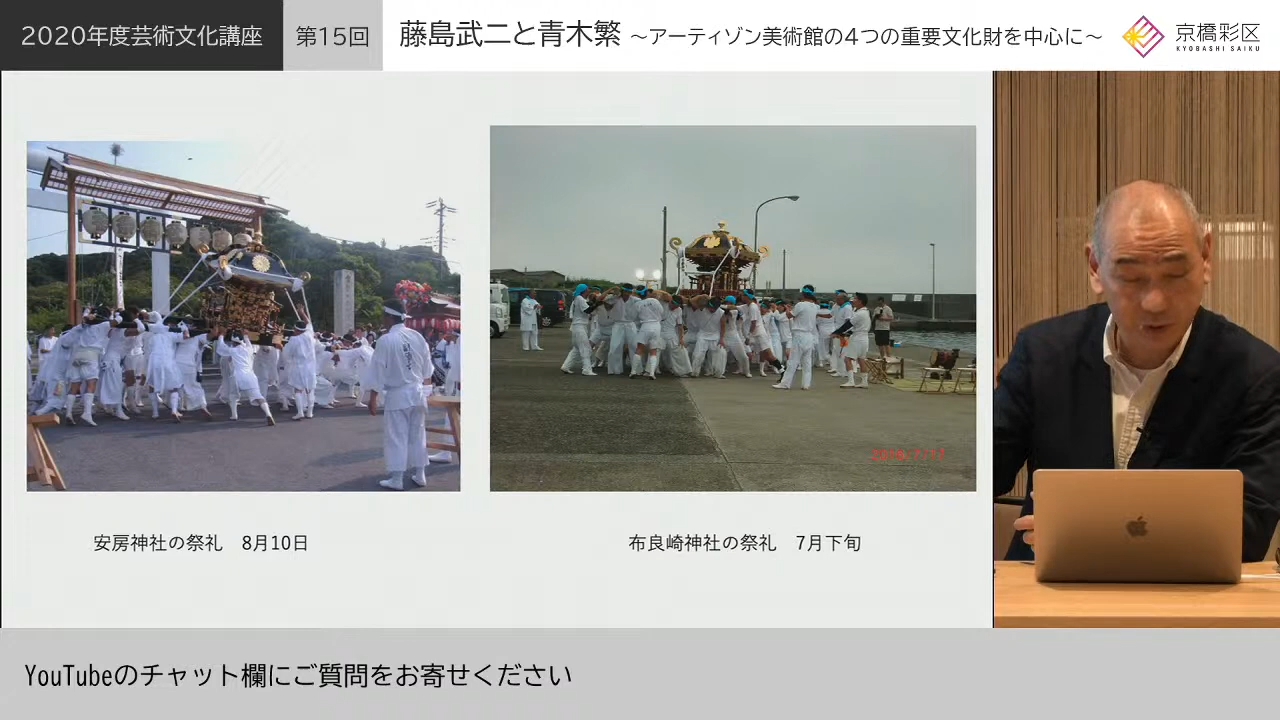 2020年度芸術文化講座
第15回
藤島武二と青木繁 ～アーティゾン美術館の4つの重要文化財を中心に～
京橋彩区
KYOBASHI SAIKU
安房神社の祭礼　8月10日
布良崎神社の祭礼　7月下旬
YouTubeのチャット欄にご質問をお寄せください